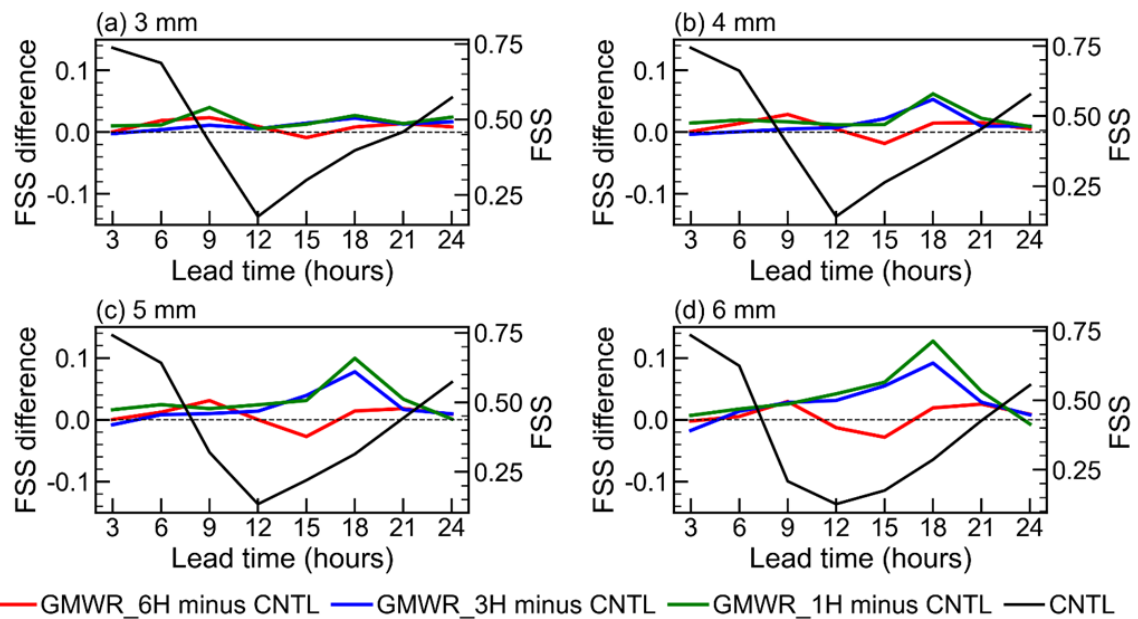 (a) 3 mm
FSS difference
0.1
0.0
-0.1
0.75
0.50
0.25
FSS
3 6 9 12 15 18 21 24
Lead time (hours)
(b) 4 mm
FSS difference
0.1
0.0
-0.1
0.75
0.50
0.25
FSS
3 6 9 12 15 18 21 24
Lead time (hours)
(c) 5 mm
FSS difference
0.1
0.0
-0.1
0.75
0.50
0.25
FSS
3 6 9 12 15 18 21 24
Lead time (hours)
(d) 6 mm
FSS difference
0.1
0.0
-0.1
0.75
0.50
0.25
FSS
3 6 9 12 15 18 21 24
Lead time (hours)
GMWR_6H minus CNTL GMWR_3H minus CNTL GMWR_1H minus CNTL CNTL